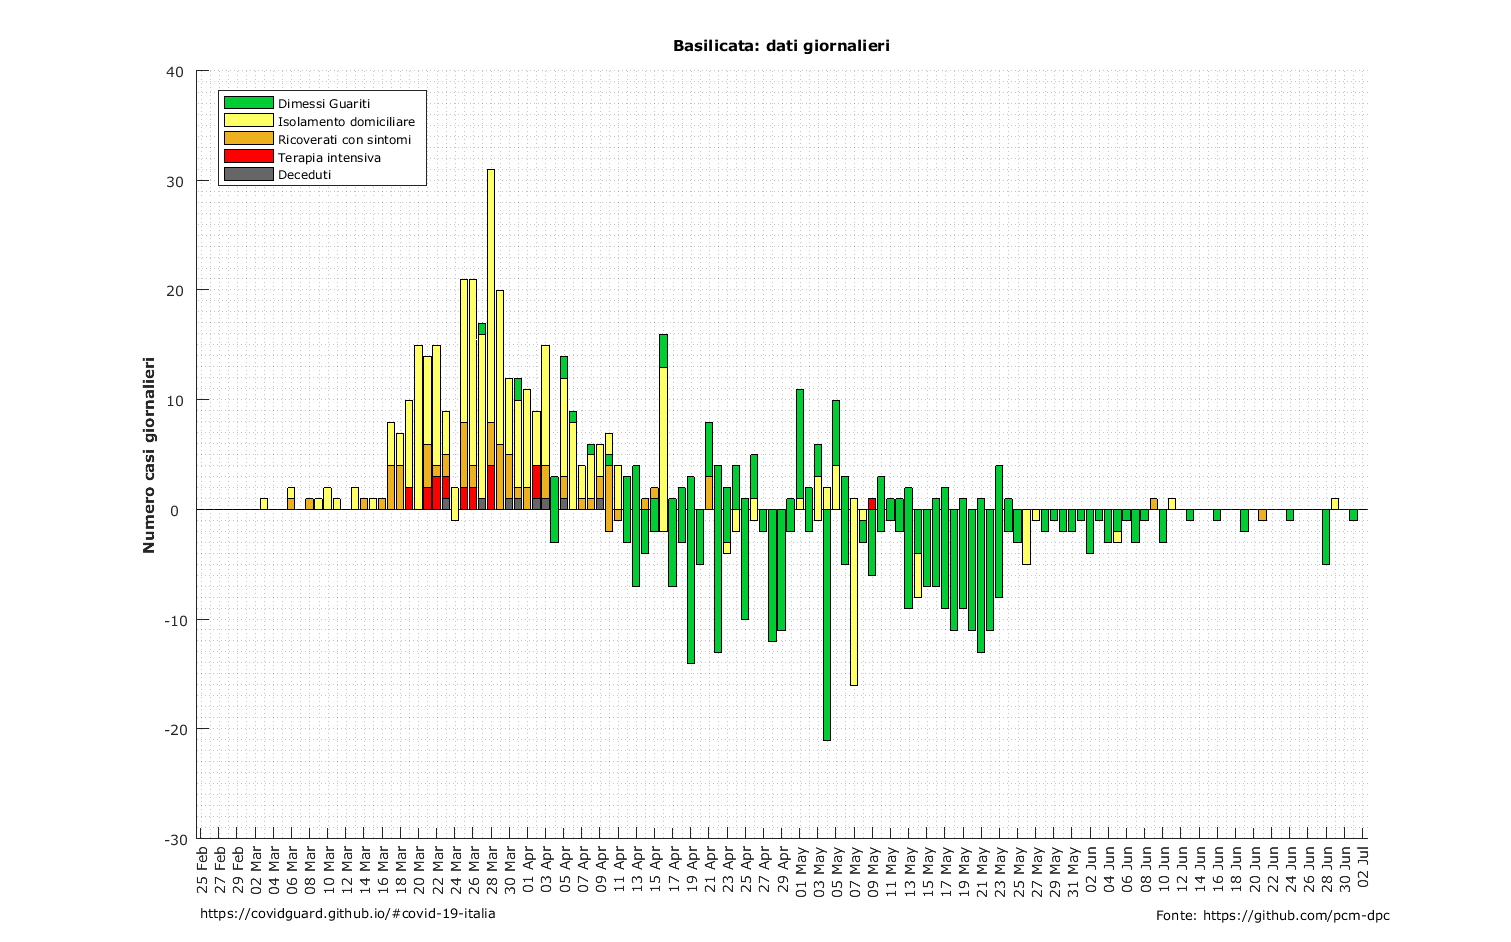 Basilicata: dati giornalieri
40
30
20
10
0
-10
-20
-30
Numero casi giornalieri
Dimessi Guariti
Isolamento domiciliare
Ricoverati con sintomi
Terapia intensiva
Deceduti
25 Feb
27 Feb
29 Feb
02 Mar
04 Mar
06 Mar
08 Mar
10 Mar
12 Mar
14 Mar
16 Mar
18 Mar
20 Mar
22 Mar
24 Mar
26 Mar
28 Mar
30 Mar
01 Apr
03 Apr
05 Apr
07 Apr
09 Apr
11 Apr
13 Apr
15 Apr
17 Apr
19 Apr
21 Apr
23 Apr
25 Apr
27 Apr
29 Apr
01 May
03 May
05 May
07 May
09 May
11 May
13 May
15 May
17 May
19 May
21 May
23 May
25 May
27 May
29 May
31 May
02 Jun
04 Jun
06 Jun
08 Jun
10 Jun
12 Jun
14 Jun
16 Jun
18 Jun
20 Jun
22 Jun
24 Jun
26 Jun
28 Jun
30 Jun
02 Jul
https://covidguard.github.io/#covid-19-italia
Fonte: https://github.com/pcm-dpc